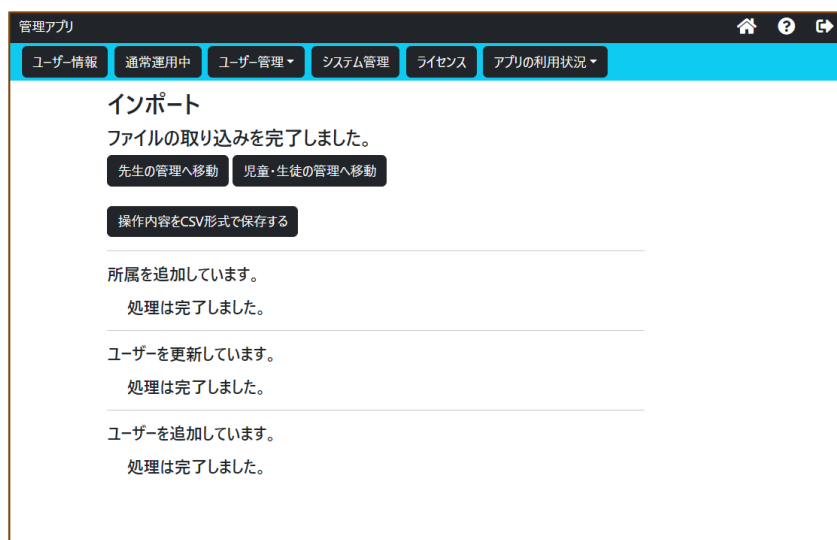 管理アプリ
ユーザー情報 通常運用中 ユーザー管理 システム管理 ライセンス アプリの利用状況
インポート
ファイルの取り込みを完了しました。
先生の管理へ移動 児童・生徒の管理へ移動
操作内容をCSV形式で保存する
所属を追加しています。
処理は完了しました。
ユーザーを更新しています。
処理は完了しました。
ユーザーを追加しています。
処理は完了しました。